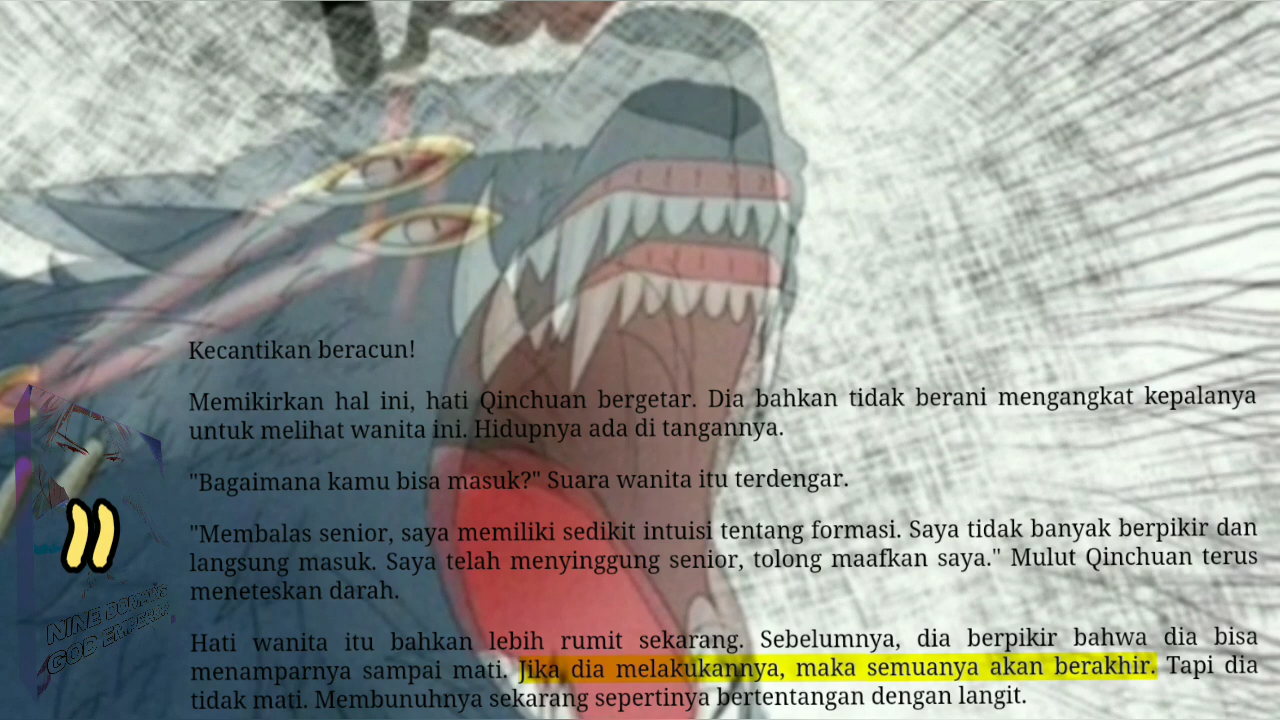 Kecantikan beracun!
Memikirkan hal ini, hati Qinchuan bergetar. Dia bahkan tidak berani mengangkat kepalanya
untuk melihat wanita ini. Hidupnya ada di tangannya.
"Bagaimana kamu bisa masuk?" Suara wanita itu terdengar.
"Membalas senior, saya memiliki sedikit intuisi tentang formasi. Saya tidak banyak berpikir dan
langsung masuk. Saya telah menyinggung senior, tolong maafkan saya." Mulut Qinchuan terus
meneteskan darah.
Hati wanita itu bahkan lebih rumit sekarang. Sebelumnya, dia berpikir bahwa dia bisa
menamparnya sampai mati. Jika dia melakukannya, maka semuanya akan berakhir. Tapi dia
tidak mati. Membunuhnya sekarang sepertinya bertentangan dengan langit.
NINE
GOD EMPEROR